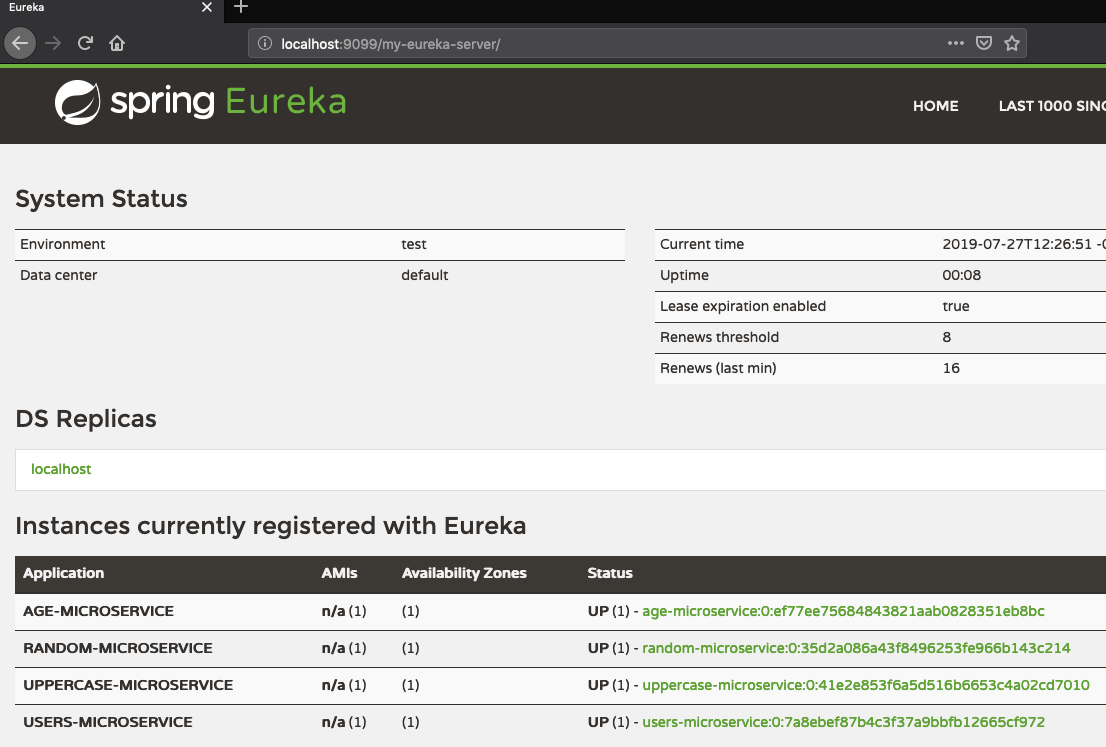 Eureka
localhost:9099/my-eureka-server/
spring Eureka
HOME LAST 1000 SINC
System Status
Environment test
Data center default
Current time 2019-07-27T12:26:51 -0
Uptime 00:08
Lease expiration enabled true
Renews threshold 8
Renews (last min) 16
DS Replicas
localhost
Instances currently registered with Eureka
Application AMIs Availability Zones Status
AGE-MICROSERVICE n/a (1) (1) UP (1) - age-microservice:0:ef77ee75684843821aab0828351eb8bc
RANDOM-MICROSERVICE n/a (1) (1) UP (1) - random-microservice:0:35d2a086a43f8496253fe966b143c214
UPPERCASE-MICROSERVICE n/a (1) (1) UP (1) - uppercase-microservice:0:41e2e853f6a5d516b6653c4a02cd7010
USERS-MICROSERVICE n/a (1) (1) UP (1) - users-microservice:0:7a8ebef87b4c3f37a9bbfb12665cf972